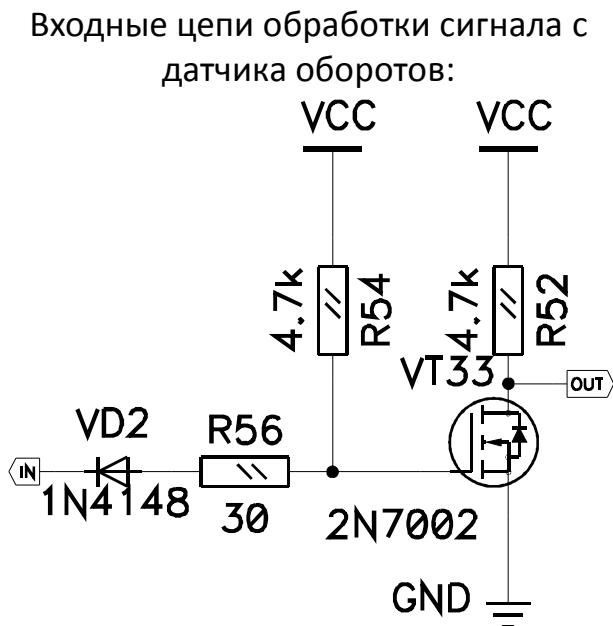 Входные цепи обработки сигнала с
датчика оборотов:
VCC
VCC
4.7k
R54
4.7k
R52
VT33
OUT
VD2
R56
IN
1N4148
30
2N7002
GND